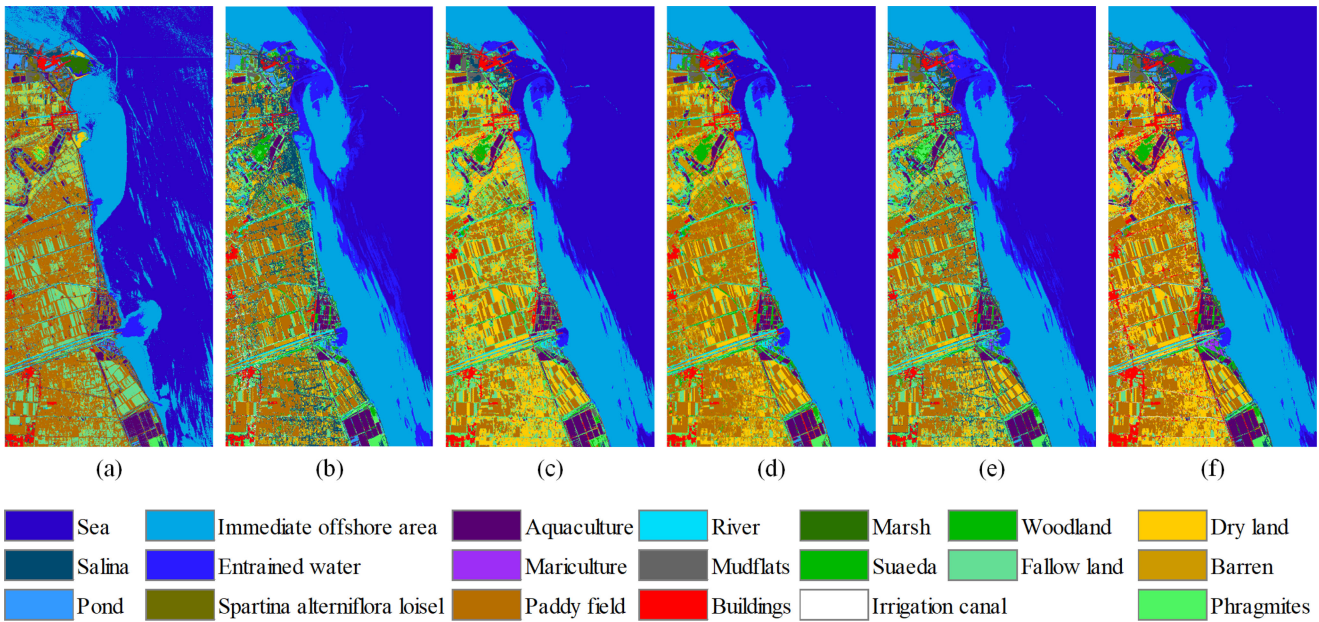 (a) (b) (c) (d) (e) (f)
Sea Immediate offshore area Aquaculture River Marsh Woodland Dry land
Salina Entrained water Mariculture Mudflats Suaeda Fallow land Barren
Pond Spartina alterniflora loisel Paddy field Buildings Irrigation canal Phragmites